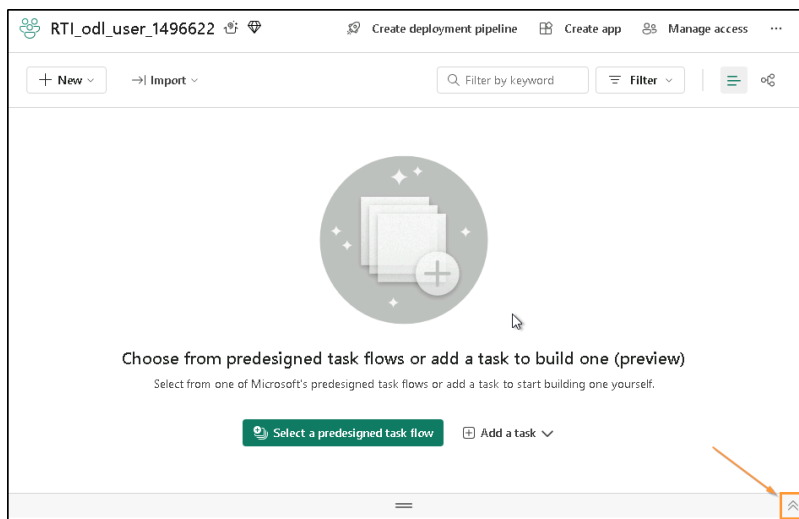 RTI_odl_user_1496622
Create deployment pipeline
Create app
Manage access
New
Import
Filter by keyword
Filter
Choose from predesigned task flows or add a task to build one (preview)
Select from one of Microsoft's predesigned task flows or add a task to start building one yourself.
Select a predesigned task flow
Add a task